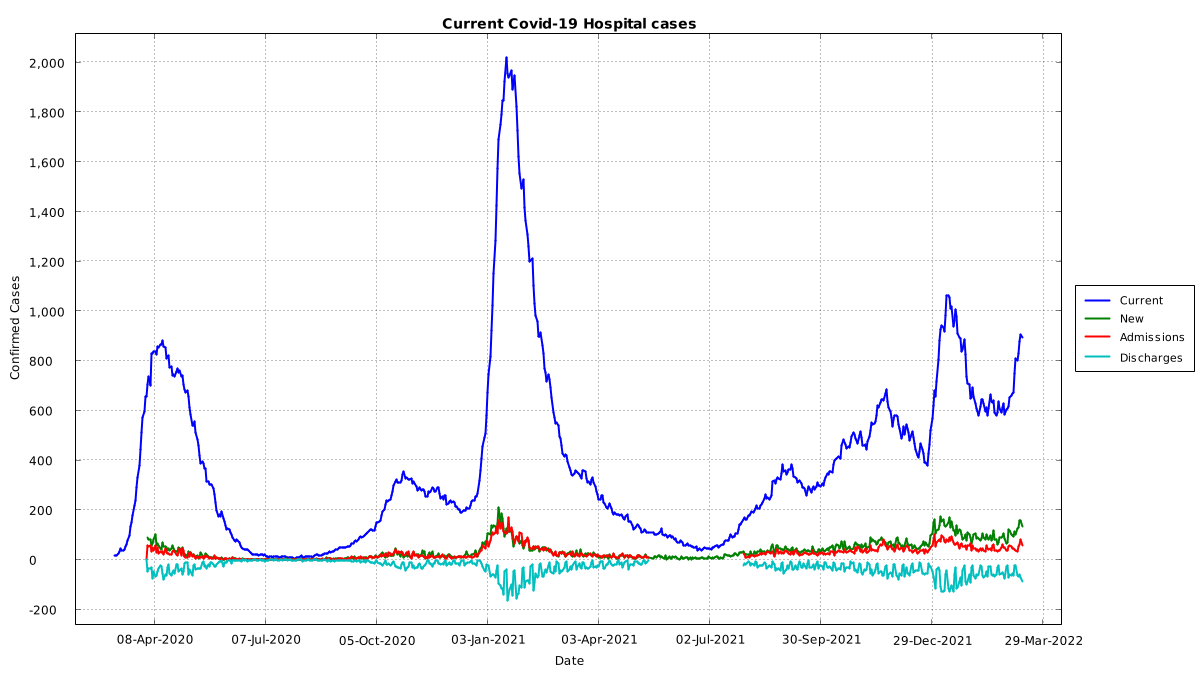 Current Covid-19 Hospital cases
2,000
1,800
1,600
1,400
1,200
1,000
800
600
400
200
0
-200
Confirmed Cases
08-Apr-2020 07-Jul-2020 05-Oct-2020 03-Jan-2021 03-Apr-2021 02-Jul-2021 30-Sep-2021 29-Dec-2021 29-Mar-2022
Date
Current
New
Admissions
Discharges